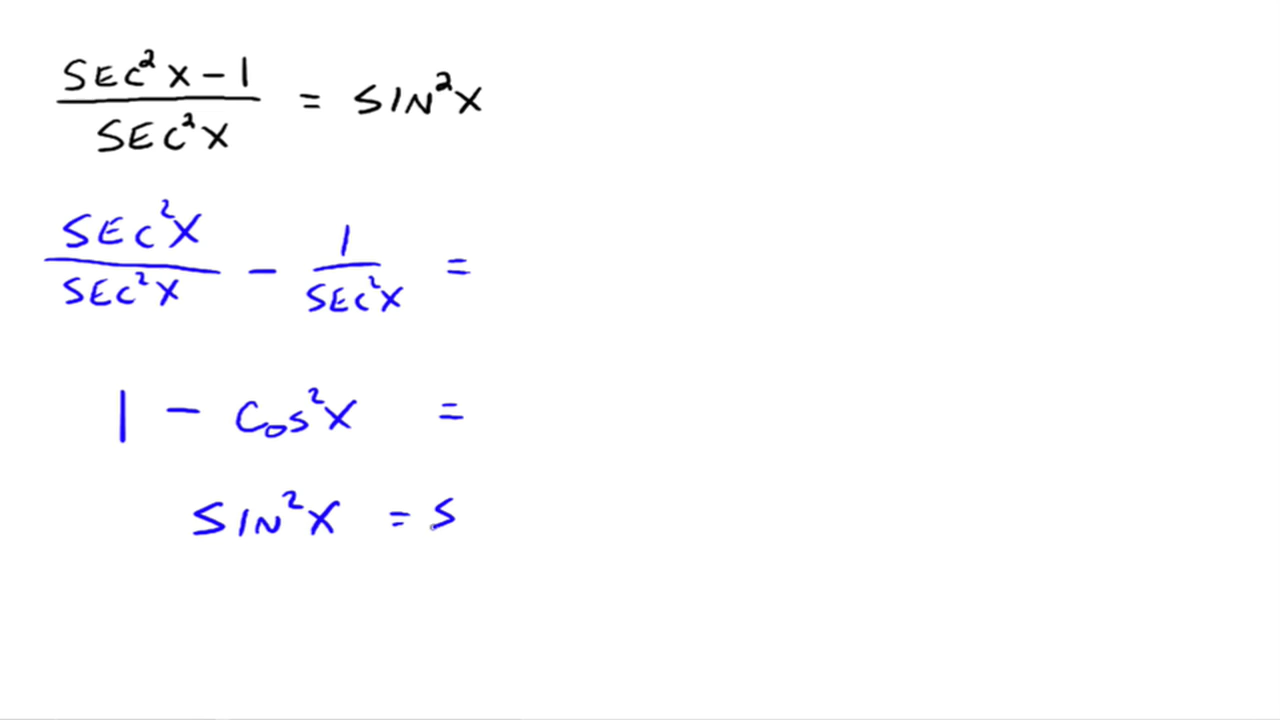 SEC²X - 1 / SEC²X = SIN²X
SEC²X / SEC²X - 1 / SEC²X =
1 - COS²X =
SIN²X = S